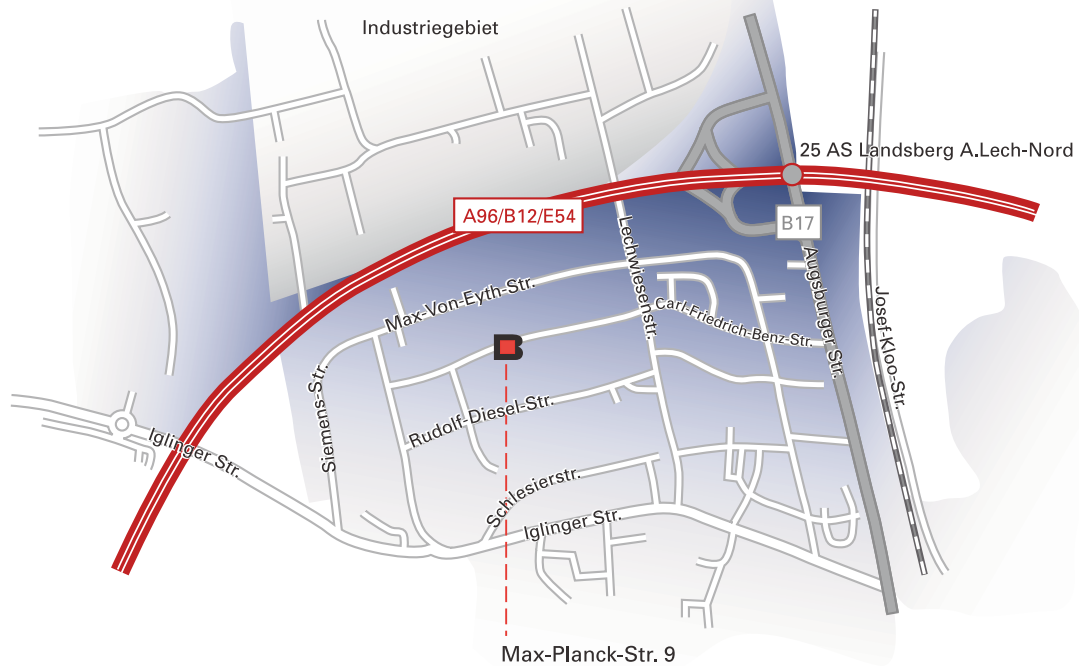 Industriegebiet
25 AS Landsberg A.Lech-Nord
A96/B12/E54
B17
Lechwiesenstr.
Augsburger Str.
Max-Von-Eyth-Str.
Carl-Friedrich-Benz-Str.
Josef-Kloo-Str.
Siemens-Str.
Rudolf-Diesel-Str.
Iglinger Str.
Schlesierstr.
Iglinger Str.
Max-Planck-Str. 9